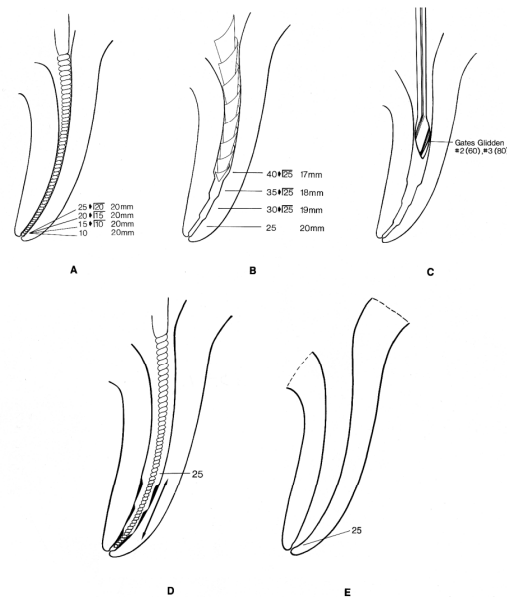 25 ♦ 20 20mm
20 ♦ 15 20mm
15 ♦ 10 20mm
10 20mm
A
40 ♦ 25 17mm
35 ♦ 25 18mm
30 ♦ 25 19mm
25 20mm
B
Gates Glidden
#2(60),#3(80)
C
25
D
25
E